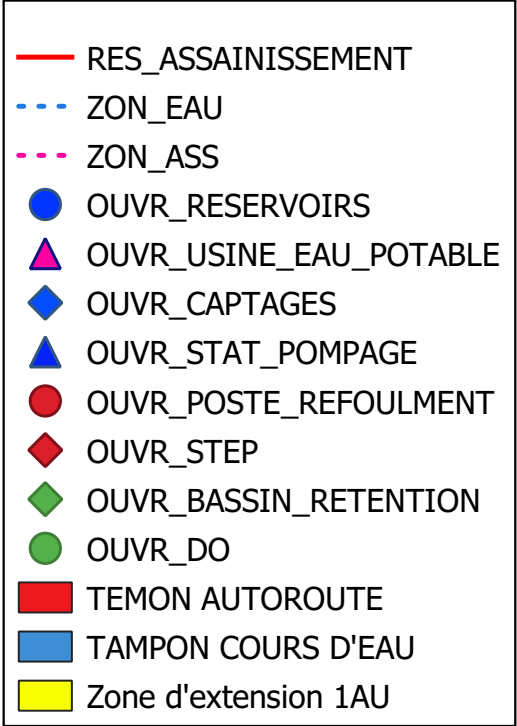 RES_ASSAINISSEMENT
ZON_EAU
ZON_ASS
OUVR_RESERVOIRS
OUVR_USINE_EAU_POTABLE
OUVR_CAPTAGES
OUVR_STAT_POMPAGE
OUVR_POSTE_REFOULMENT
OUVR_STEP
OUVR_BASSIN_RETENTION
OUVR_DO
TEMON AUTOROUTE
TAMPON COURS D'EAU
Zone d'extension 1AU